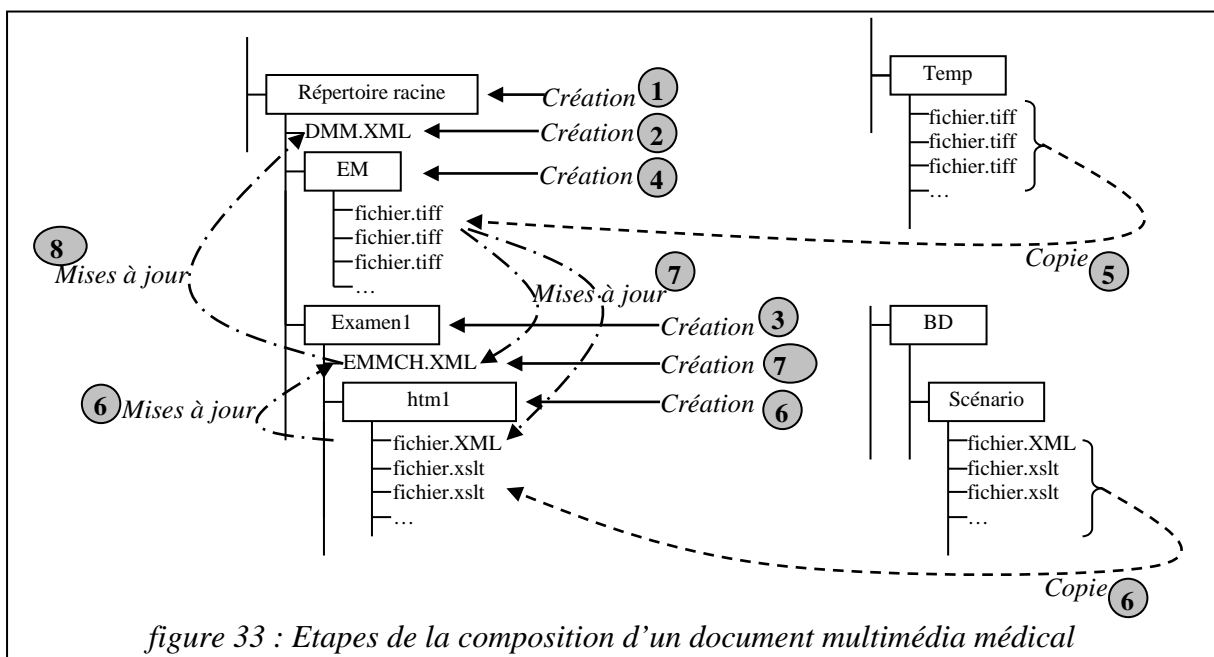 Répertoire racine
Création 1
DMM.XML
Création 2
EM
Création 4
fichier.tiff
fichier.tiff
fichier.tiff
…
8
Mises à jour
Mises à jour 7
Examen1
Création 3
EMMCH.XML
Création 7
6 Mises à jour
htm1
Création 6
fichier.XML
fichier.xslt
fichier.xslt
…
Temp
fichier.tiff
fichier.tiff
fichier.tiff
…
Copie 5
BD
Scénario
fichier.XML
fichier.xslt
fichier.xslt
…
Copie 6
figure 33 : Etapes de la composition d’un document multimédia médical